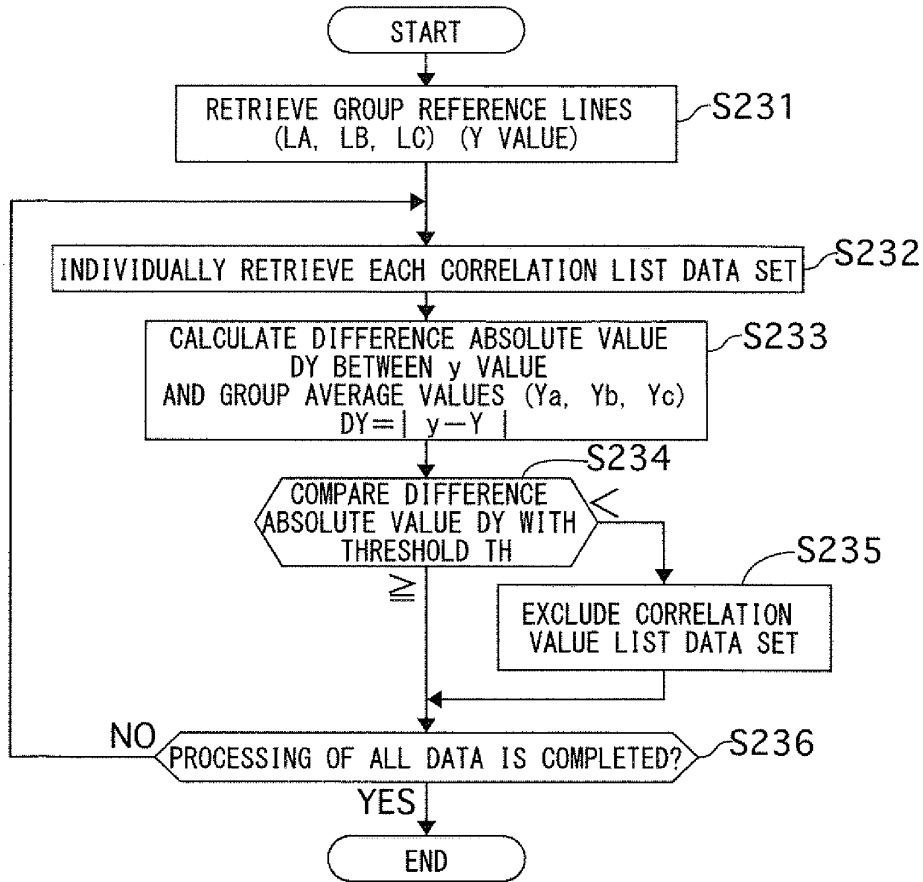 START
RETRIEVE GROUP REFERENCE LINES
(LA, LB, LC) (Y VALUE)
S231
INDIVIDUALLY RETRIEVE EACH CORRELATION LIST DATA SET
S232
CALCULATE DIFFERENCE ABSOLUTE VALUE
DY BETWEEN y VALUE
AND GROUP AVERAGE VALUES (Ya, Yb, Yc)
DY=| y−Y |
S233
S234
COMPARE DIFFERENCE
ABSOLUTE VALUE DY WITH
THRESHOLD TH
<
≧
S235
EXCLUDE CORRELATION
VALUE LIST DATA SET
NO
PROCESSING OF ALL DATA IS COMPLETED?
S236
YES
END